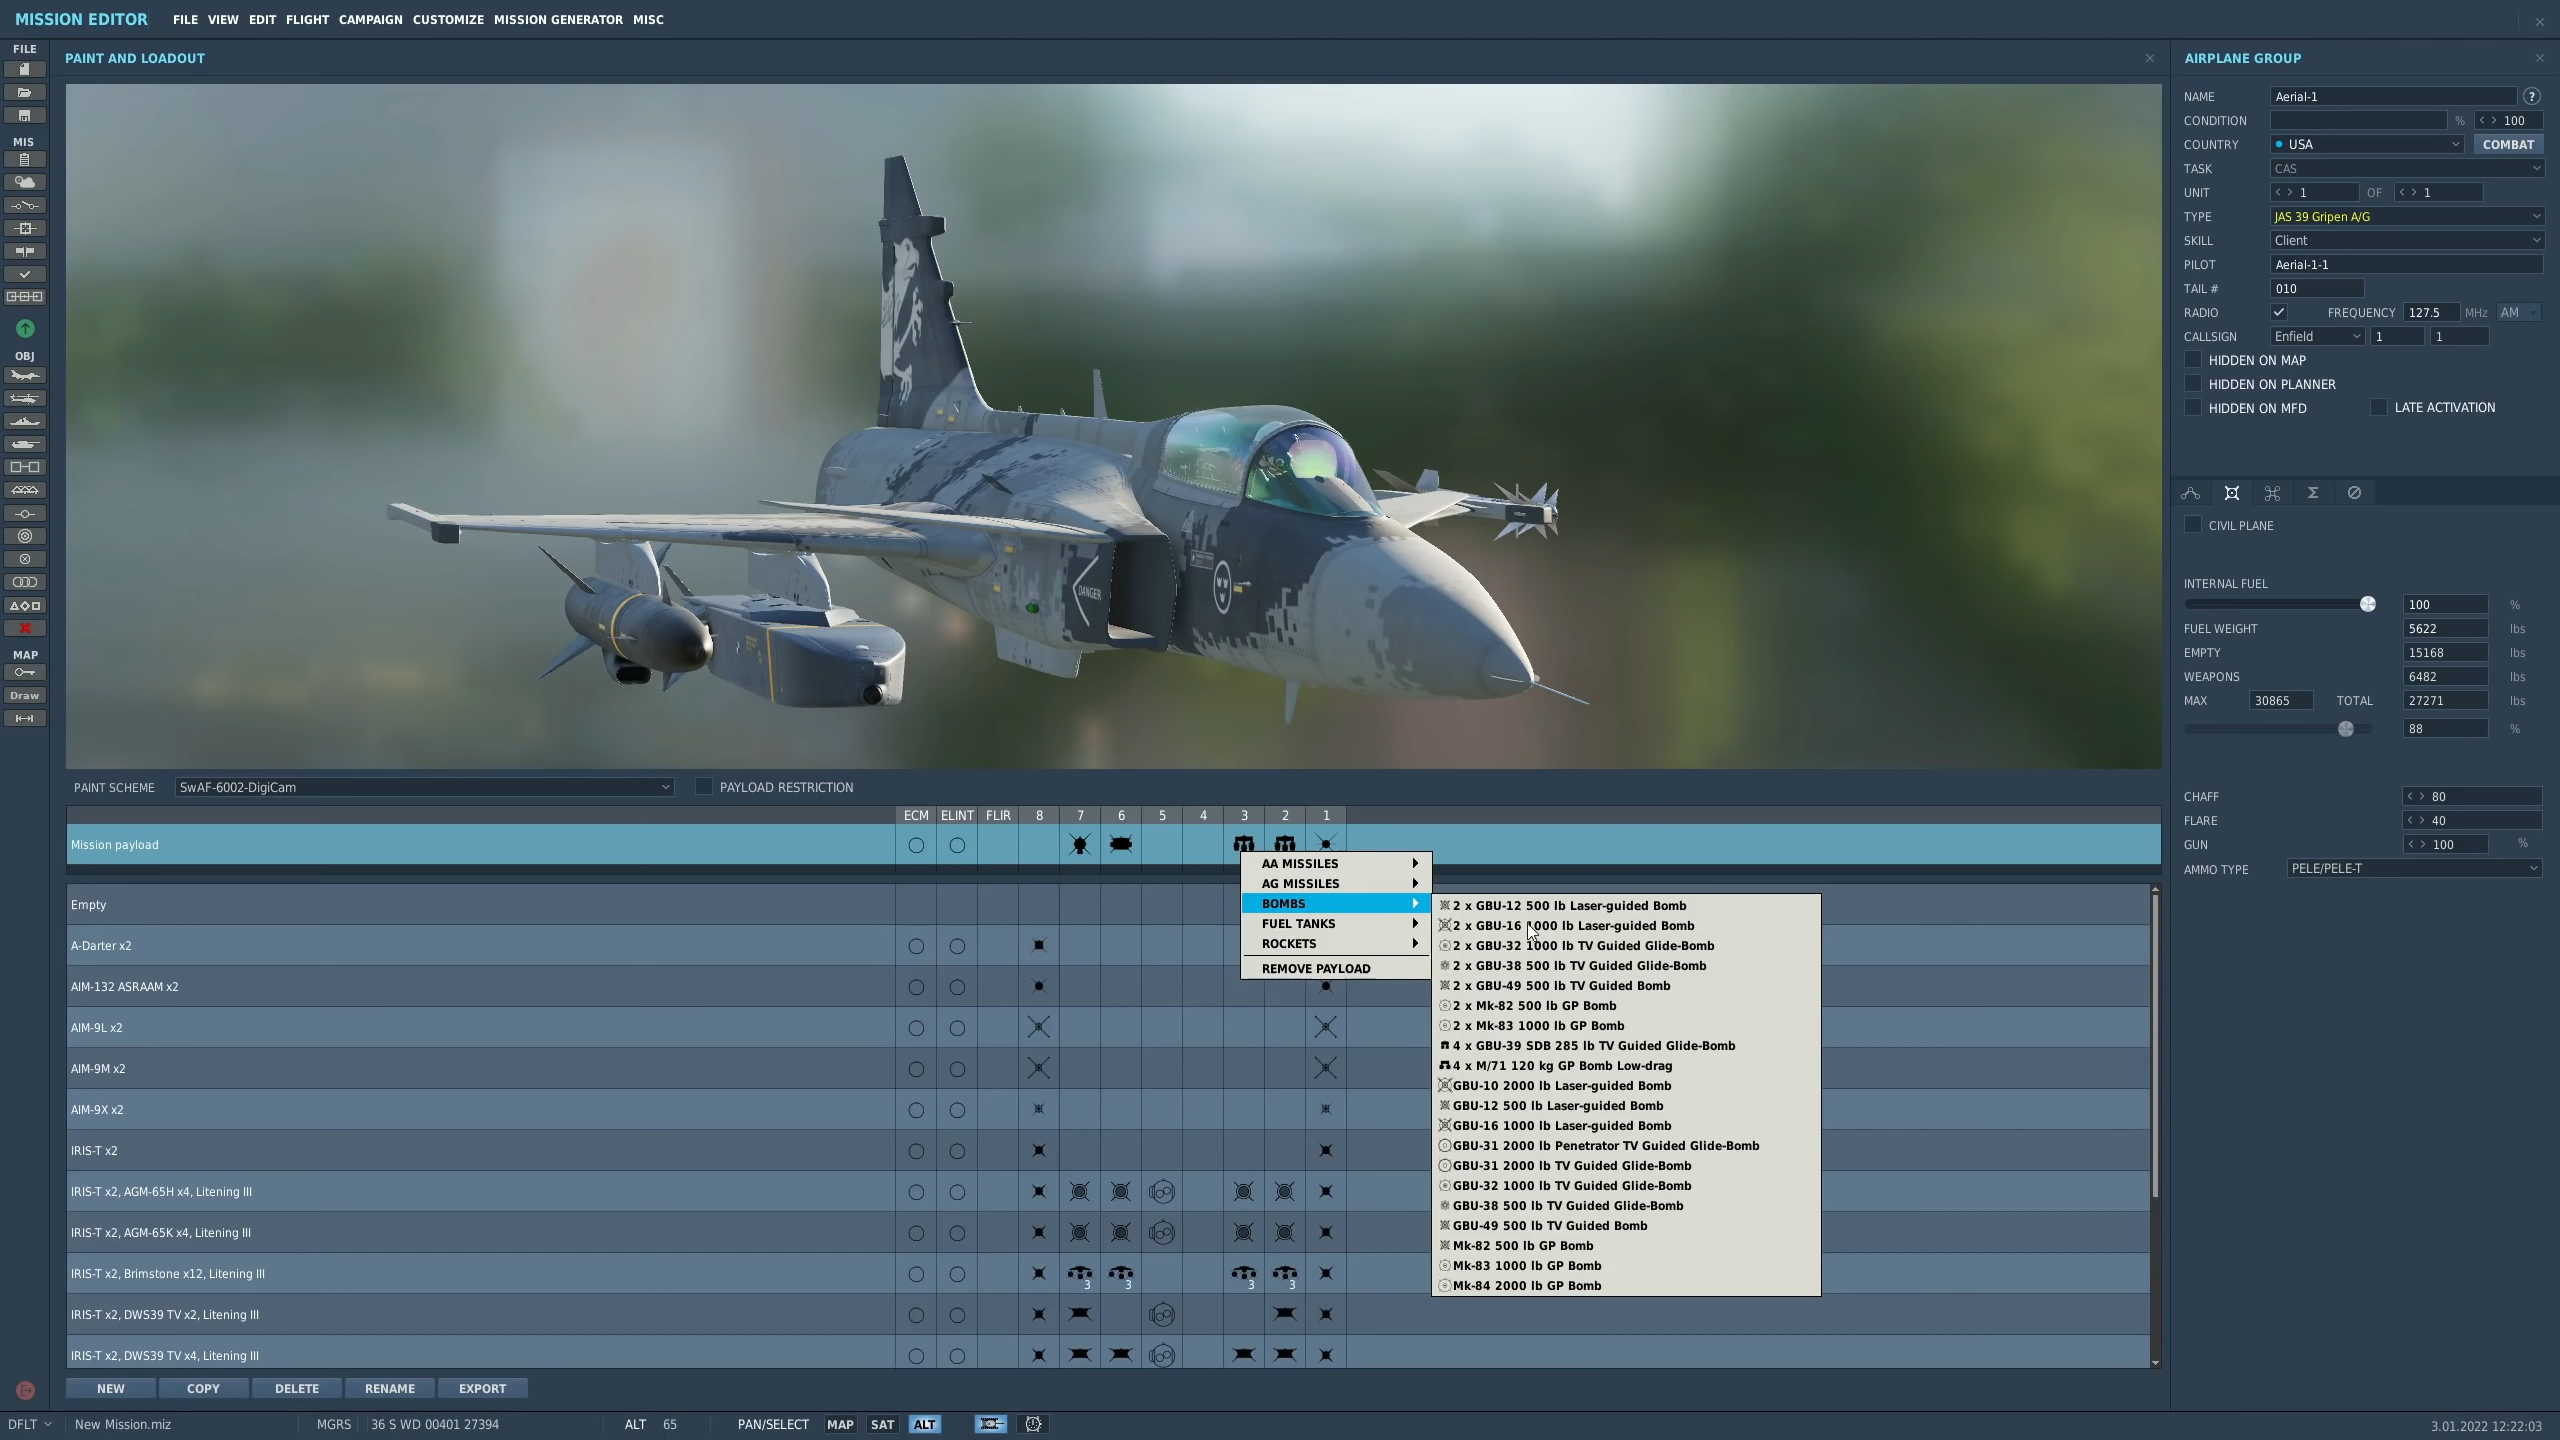 MISSION EDITOR FILE VIEW EDIT FLIGHT CAMPAIGN CUSTOMIZE MISSION GENERATOR MISC
FILE
MIS
OBJ
MAP
Draw
PAINT AND LOADOUT
DANGER
PAINT SCHEME SwAF-6002-DigiCam PAYLOAD RESTRICTION
ECM ELINT FLIR 8 7 6 5 4 3 2 1
Mission payload
Empty
A-Darter x2
AIM-132 ASRAAM x2
AIM-9L x2
AIM-9M x2
AIM-9X x2
IRIS-T x2
IRIS-T x2, AGM-65H x4, Litening III
IRIS-T x2, AGM-65K x4, Litening III
IRIS-T x2, Brimstone x12, Litening III 3 3 3 3
IRIS-T x2, DWS39 TV x2, Litening III
IRIS-T x2, DWS39 TV x4, Litening III
AA MISSILES
AG MISSILES
BOMBS
FUEL TANKS
ROCKETS
REMOVE PAYLOAD
2 x GBU-12 500 lb Laser-guided Bomb
2 x GBU-16 1000 lb Laser-guided Bomb
2 x GBU-32 1000 lb TV Guided Glide-Bomb
2 x GBU-38 500 lb TV Guided Glide-Bomb
2 x GBU-49 500 lb TV Guided Bomb
2 x Mk-82 500 lb GP Bomb
2 x Mk-83 1000 lb GP Bomb
4 x GBU-39 SDB 285 lb TV Guided Glide-Bomb
4 x M/71 120 kg GP Bomb Low-drag
GBU-10 2000 lb Laser-guided Bomb
GBU-12 500 lb Laser-guided Bomb
GBU-16 1000 lb Laser-guided Bomb
GBU-31 2000 lb Penetrator TV Guided Glide-Bomb
GBU-31 2000 lb TV Guided Glide-Bomb
GBU-32 1000 lb TV Guided Glide-Bomb
GBU-38 500 lb TV Guided Glide-Bomb
GBU-49 500 lb TV Guided Bomb
Mk-82 500 lb GP Bomb
Mk-83 1000 lb GP Bomb
Mk-84 2000 lb GP Bomb
NEW COPY DELETE RENAME EXPORT
AIRPLANE GROUP
NAME Aerial-1 ?
CONDITION % < > 100
COUNTRY USA COMBAT
TASK CAS
UNIT < > 1 OF < > 1
TYPE JAS 39 Gripen A/G
SKILL Client
PILOT Aerial-1-1
TAIL # 010
RADIO FREQUENCY 127.5 MHz AM
CALLSIGN Enfield 1 1
HIDDEN ON MAP
HIDDEN ON PLANNER
HIDDEN ON MFD LATE ACTIVATION
CIVIL PLANE
INTERNAL FUEL
100 %
FUEL WEIGHT 5622 lbs
EMPTY 15168 lbs
WEAPONS 6482 lbs
MAX 30865 TOTAL 27271 lbs
88 %
CHAFF < > 80
FLARE < > 40
GUN < > 100 %
AMMO TYPE PELE/PELE-T
DFLT New Mission.miz MGRS 36 S WD 00401 27394 ALT 65 PAN/SELECT MAP SAT ALT 3.01.2022 12:22:03